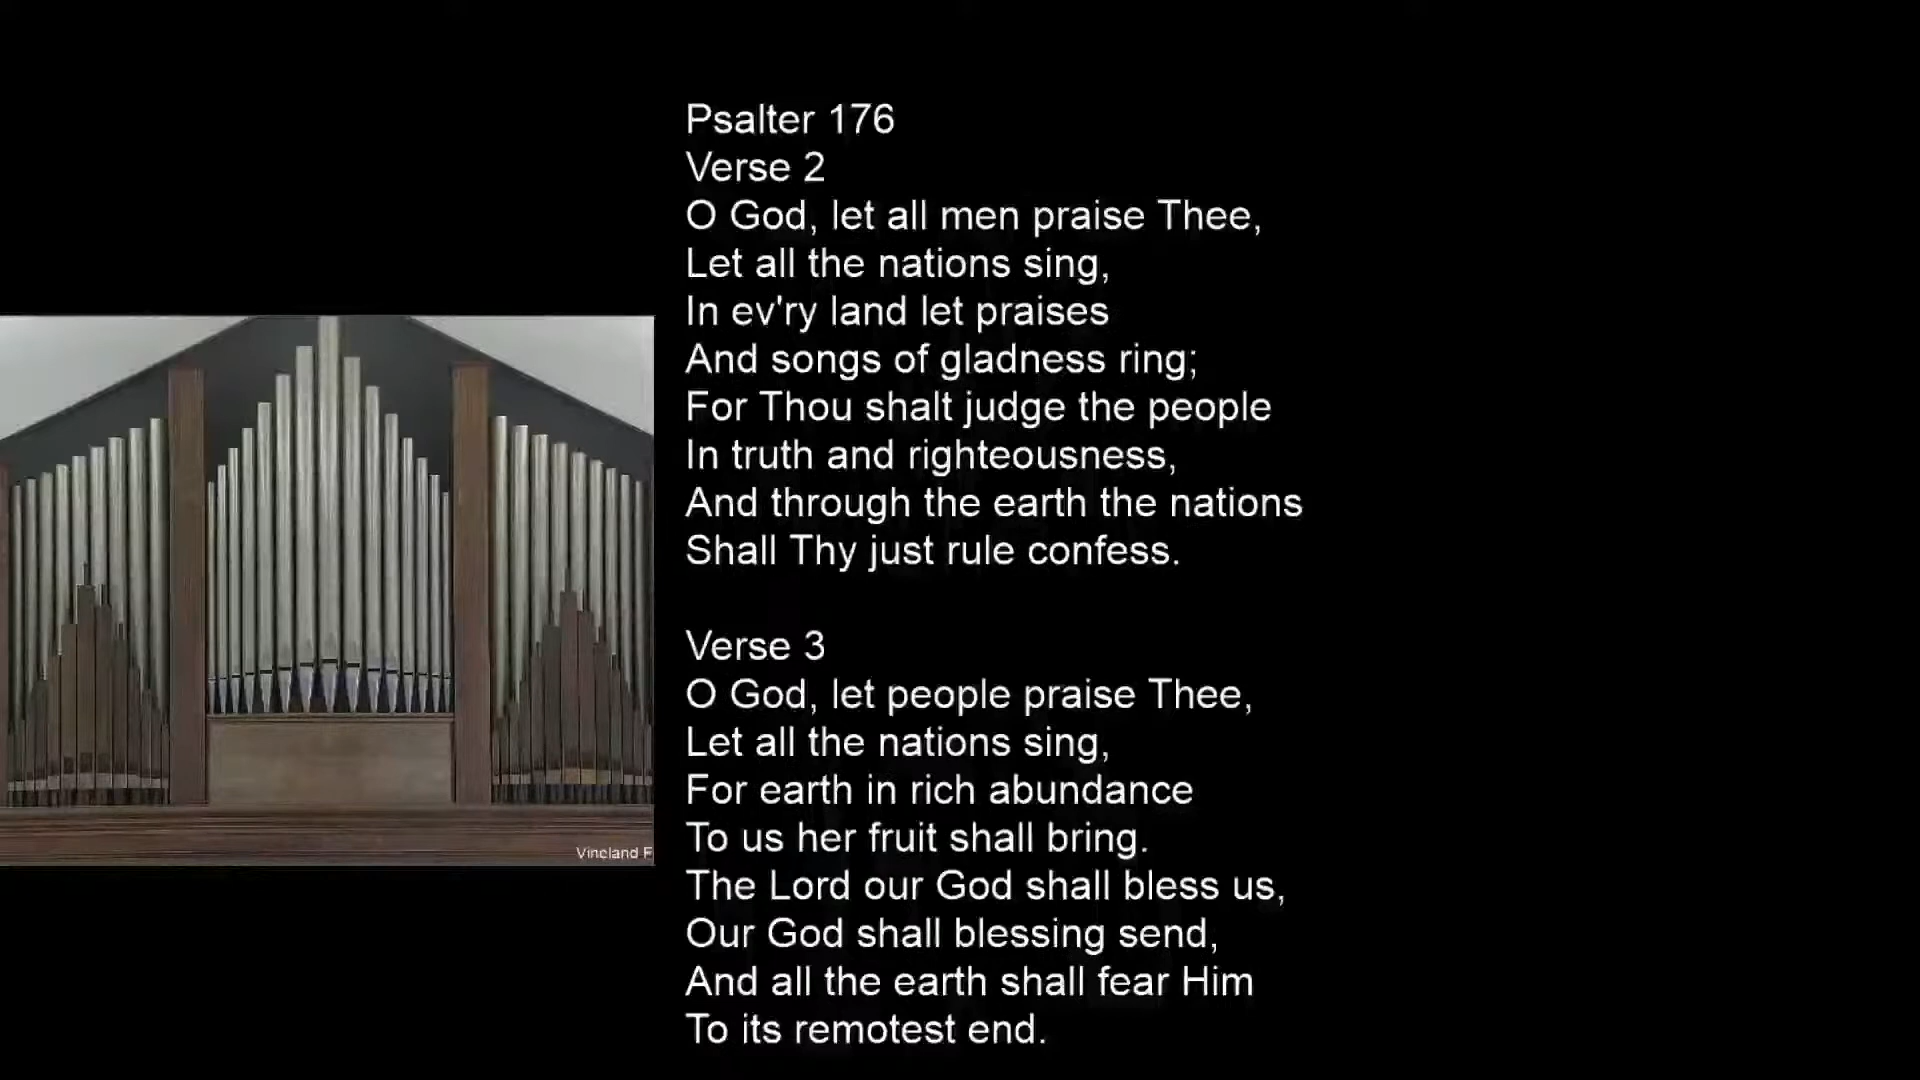 Psalter 176
Verse 2
O God, let all men praise Thee,
Let all the nations sing,
In ev'ry land let praises
And songs of gladness ring;
For Thou shalt judge the people
In truth and righteousness,
And through the earth the nations
Shall Thy just rule confess.
Verse 3
O God, let people praise Thee,
Let all the nations sing,
For earth in rich abundance
To us her fruit shall bring.
The Lord our God shall bless us,
Our God shall blessing send,
And all the earth shall fear Him
To its remotest end.
Vineland F